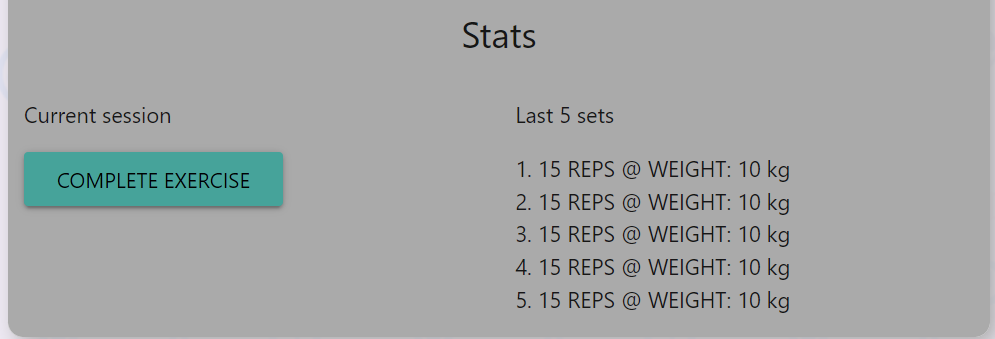 Stats
Current session
COMPLETE EXERCISE
Last 5 sets
1. 15 REPS @ WEIGHT: 10 kg
2. 15 REPS @ WEIGHT: 10 kg
3. 15 REPS @ WEIGHT: 10 kg
4. 15 REPS @ WEIGHT: 10 kg
5. 15 REPS @ WEIGHT: 10 kg